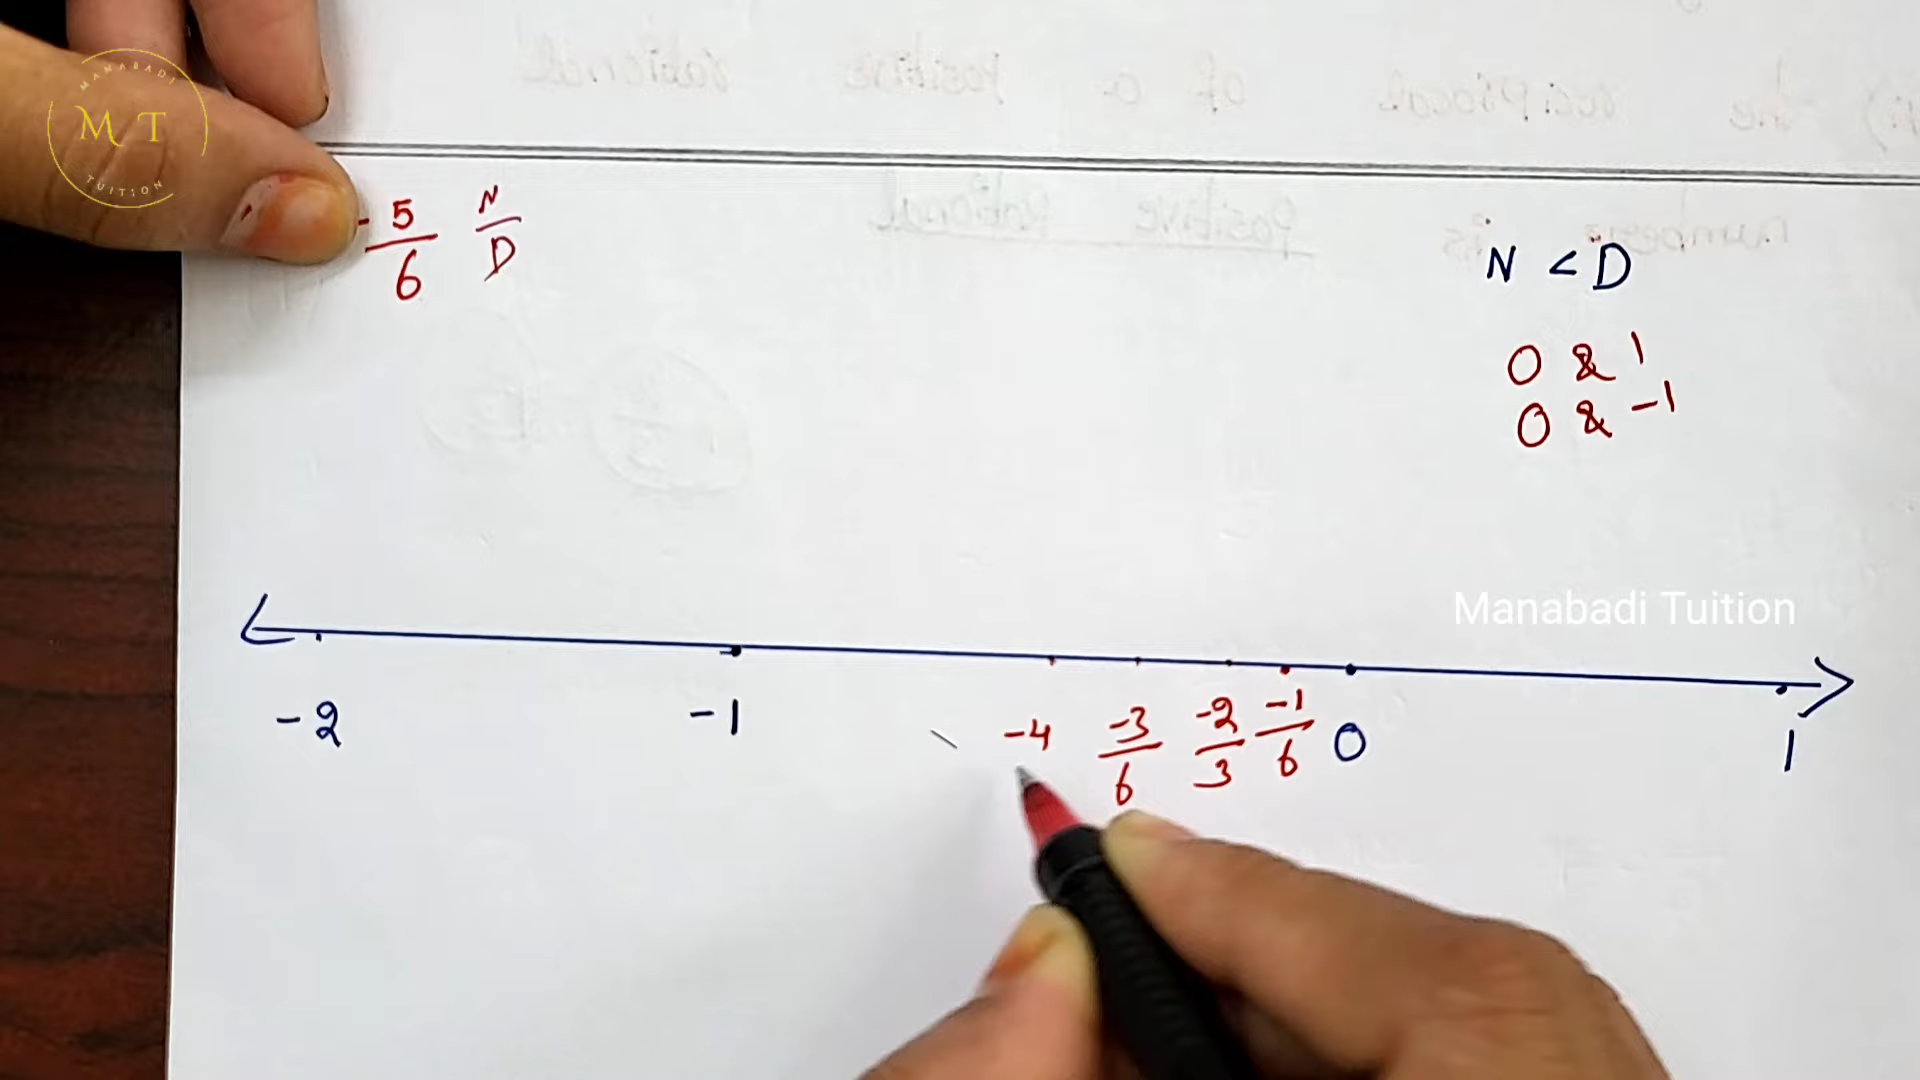 MANABADI
MT
TUITION
-5/6 N/D
N < D
0 & 1
0 & -1
Manabadi Tuition
-2 -1 -4 -3/6 -2/3 -1/6 0 1